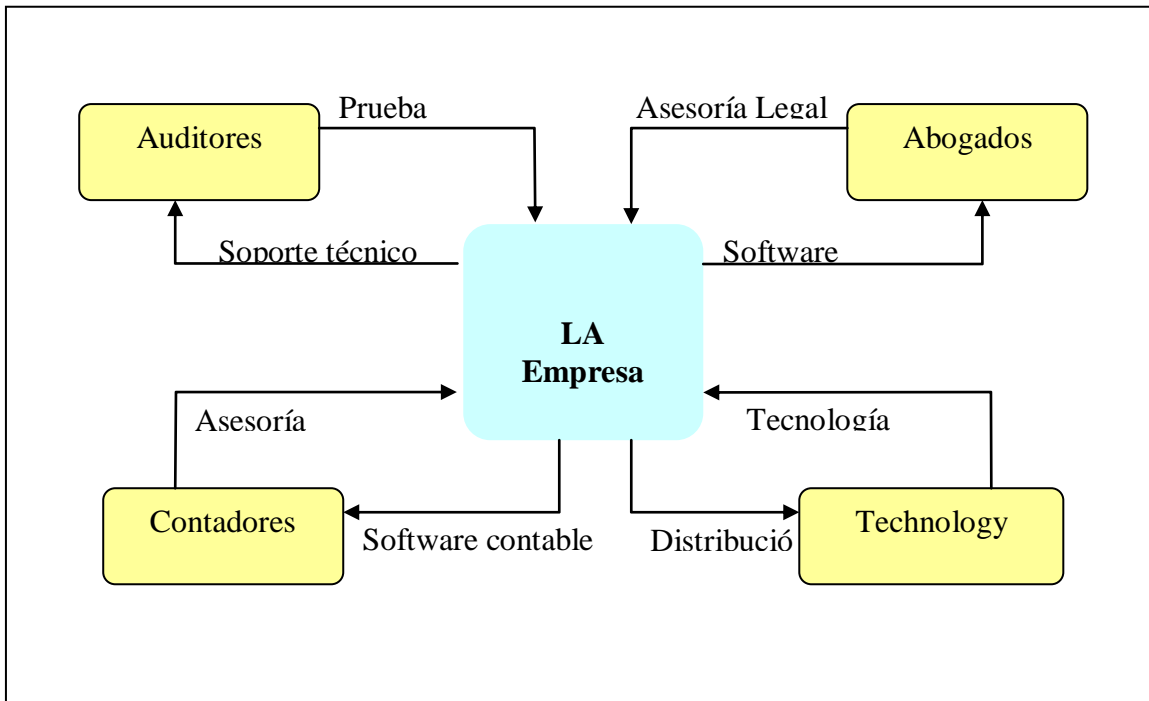 Prueba
Asesoría Legal
Auditores
Abogados
Soporte técnico
Software
LA
Empresa
Asesoría
Tecnología
Contadores
Technology
Software contable
Distribució